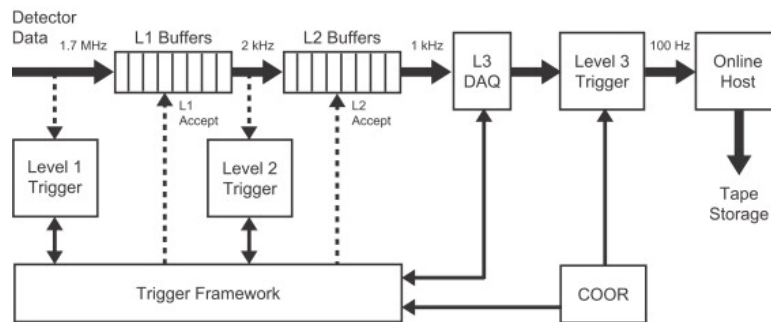 Detector
Data
1.7 MHz
L1 Buffers
2 kHz
L2 Buffers
1 kHz
L3
DAQ
Level 3
Trigger
100 Hz
Online
Host
L1
Accept
L2
Accept
Level 1
Trigger
Level 2
Trigger
Tape
Storage
Trigger Framework
COOR